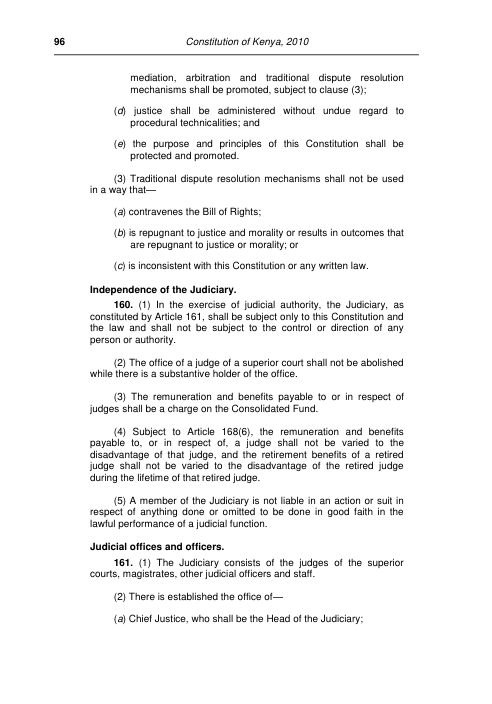 96 Constitution of Kenya, 2010
mediation, arbitration and traditional dispute resolution
mechanisms shall be promoted, subject to clause (3);
(d) justice shall be administered without undue regard to
procedural technicalities; and
(e) the purpose and principles of this Constitution shall be
protected and promoted.
(3) Traditional dispute resolution mechanisms shall not be used
in a way that—
(a) contravenes the Bill of Rights;
(b) is repugnant to justice and morality or results in outcomes that
are repugnant to justice or morality; or
(c) is inconsistent with this Constitution or any written law.
Independence of the Judiciary.
160. (1) In the exercise of judicial authority, the Judiciary, as
constituted by Article 161, shall be subject only to this Constitution and
the law and shall not be subject to the control or direction of any
person or authority.
(2) The office of a judge of a superior court shall not be abolished
while there is a substantive holder of the office.
(3) The remuneration and benefits payable to or in respect of
judges shall be a charge on the Consolidated Fund.
(4) Subject to Article 168(6), the remuneration and benefits
payable to, or in respect of, a judge shall not be varied to the
disadvantage of that judge, and the retirement benefits of a retired
judge shall not be varied to the disadvantage of the retired judge
during the lifetime of that retired judge.
(5) A member of the Judiciary is not liable in an action or suit in
respect of anything done or omitted to be done in good faith in the
lawful performance of a judicial function.
Judicial offices and officers.
161. (1) The Judiciary consists of the judges of the superior
courts, magistrates, other judicial officers and staff.
(2) There is established the office of—
(a) Chief Justice, who shall be the Head of the Judiciary;